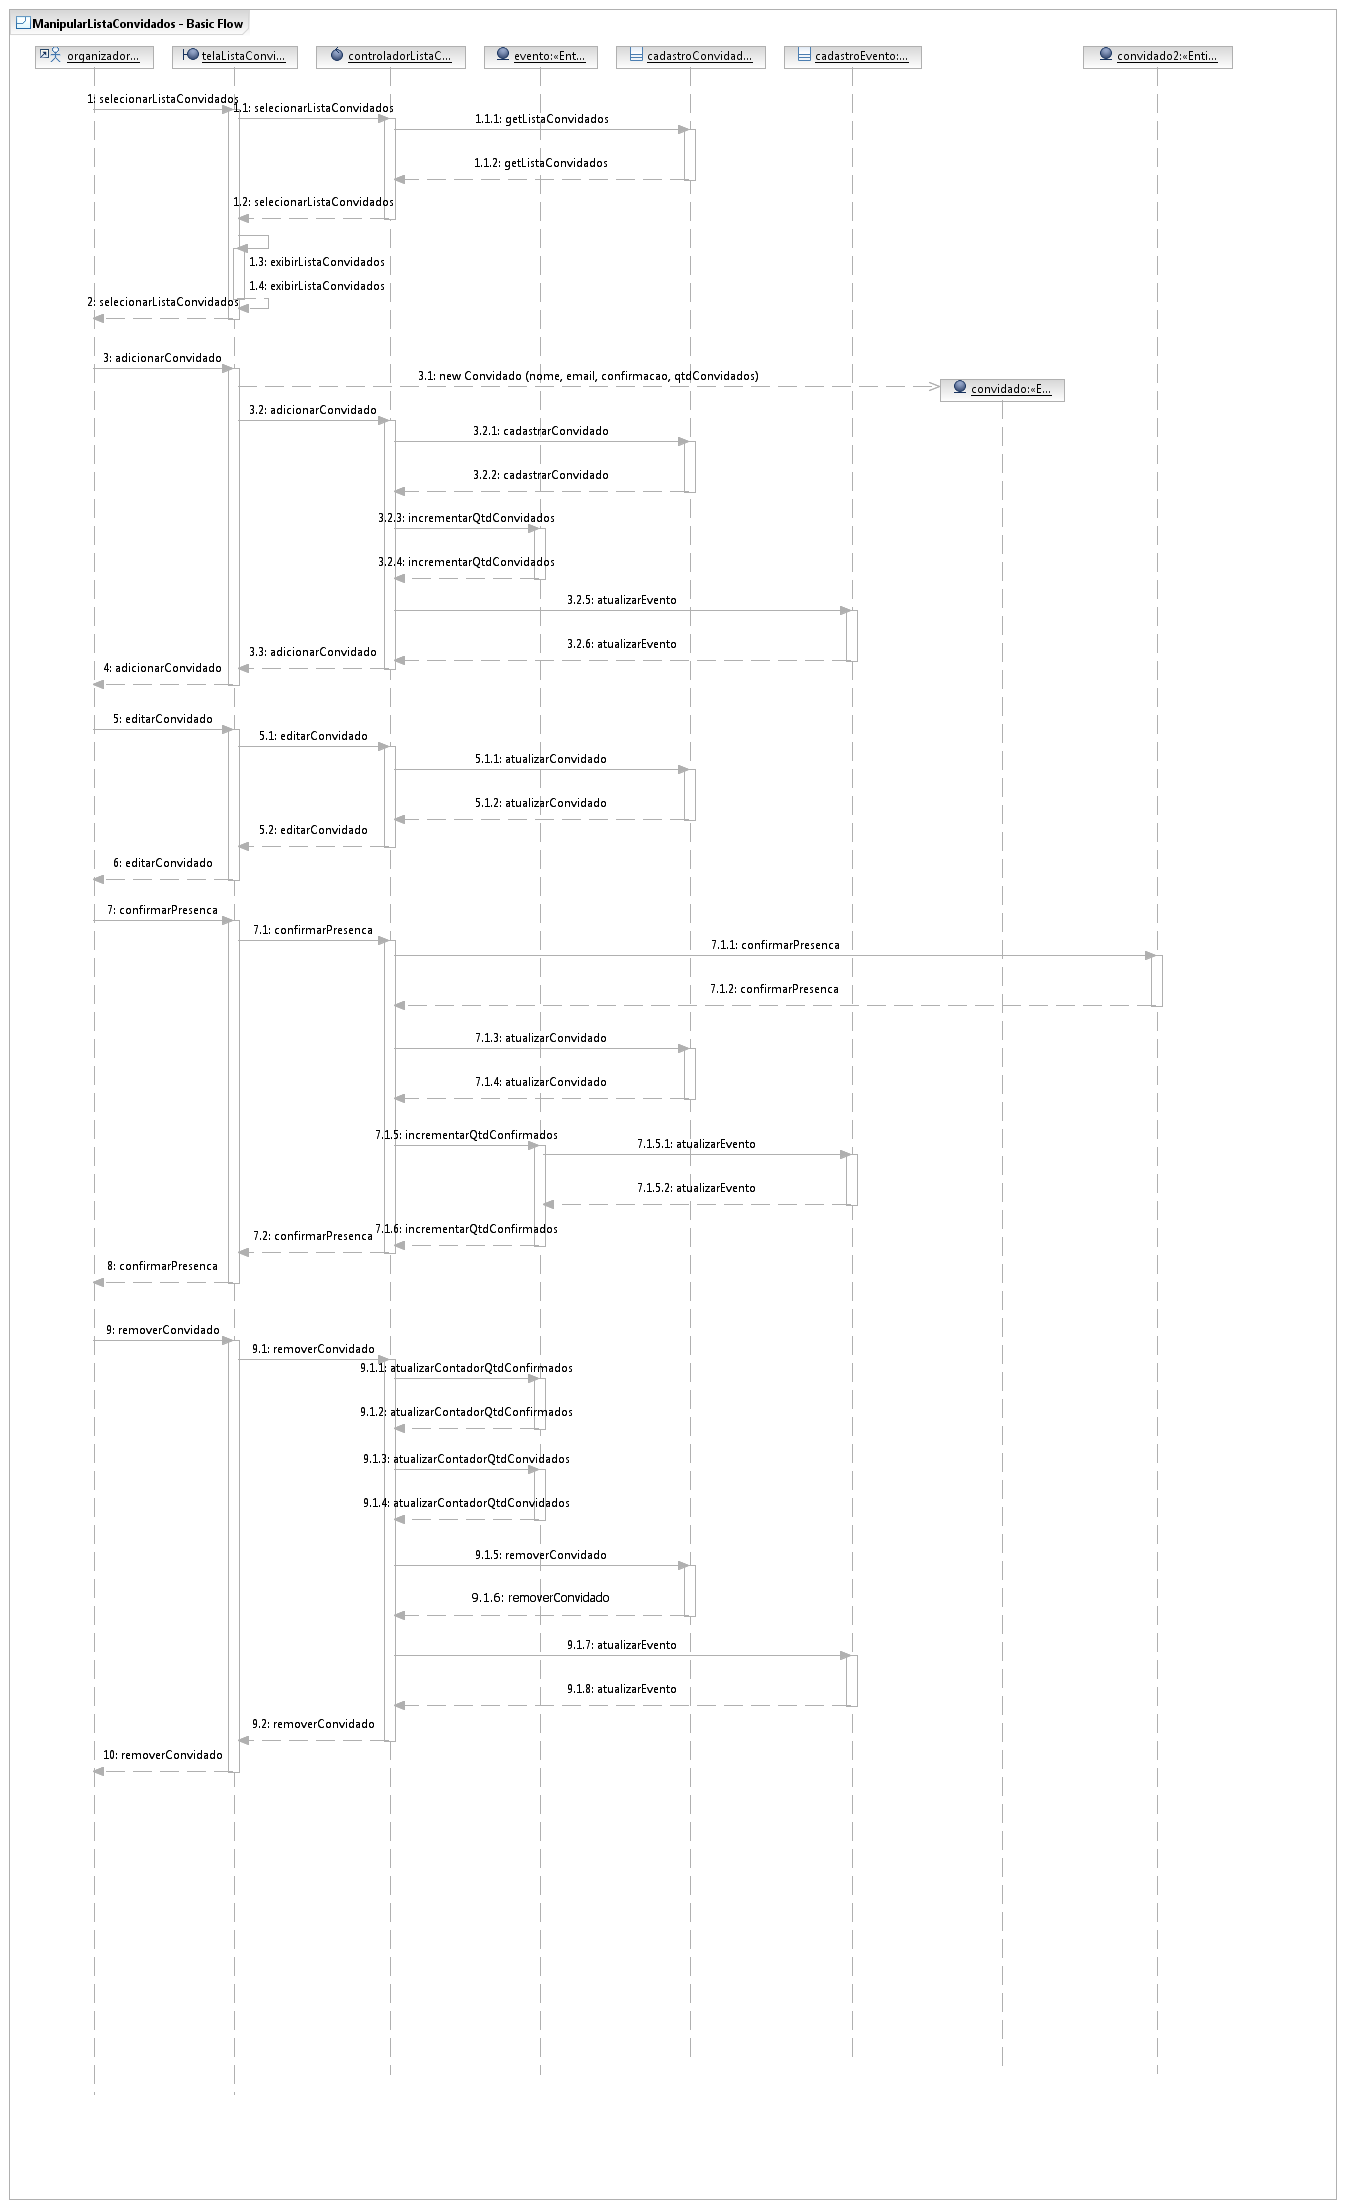 ManipularListaConvidados - Basic Flow
organizador...
telaListaConvi...
controladorListaC...
evento:«Ent...
cadastroConvidad...
cadastroEvento:...
convidado2:«Enti...
1: selecionarListaConvidados
1.1: selecionarListaConvidados
1.1.1: getListaConvidados
1.1.2: getListaConvidados
1.2: selecionarListaConvidados
1.3: exibirListaConvidados
1.4: exibirListaConvidados
2: selecionarListaConvidados
3: adicionarConvidado
3.1: new Convidado (nome, email, confirmacao, qtdConvidados)
convidado:«E...
3.2: adicionarConvidado
3.2.1: cadastrarConvidado
3.2.2: cadastrarConvidado
3.2.3: incrementarQtdConvidados
3.2.4: incrementarQtdConvidados
3.2.5: atualizarEvento
3.2.6: atualizarEvento
3.3: adicionarConvidado
4: adicionarConvidado
5: editarConvidado
5.1: editarConvidado
5.1.1: atualizarConvidado
5.1.2: atualizarConvidado
5.2: editarConvidado
6: editarConvidado
7: confirmarPresenca
7.1: confirmarPresenca
7.1.1: confirmarPresenca
7.1.2: confirmarPresenca
7.1.3: atualizarConvidado
7.1.4: atualizarConvidado
7.1.5: incrementarQtdConfirmados
7.1.5.1: atualizarEvento
7.1.5.2: atualizarEvento
7.1.6: incrementarQtdConfirmados
7.2: confirmarPresenca
8: confirmarPresenca
9: removerConvidado
9.1: removerConvidado
9.1.1: atualizarContadorQtdConfirmados
9.1.2: atualizarContadorQtdConfirmados
9.1.3: atualizarContadorQtdConvidados
9.1.4: atualizarContadorQtdConvidados
9.1.5: removerConvidado
9.1.6: removerConvidado
9.1.7: atualizarEvento
9.1.8: atualizarEvento
9.2: removerConvidado
10: removerConvidado